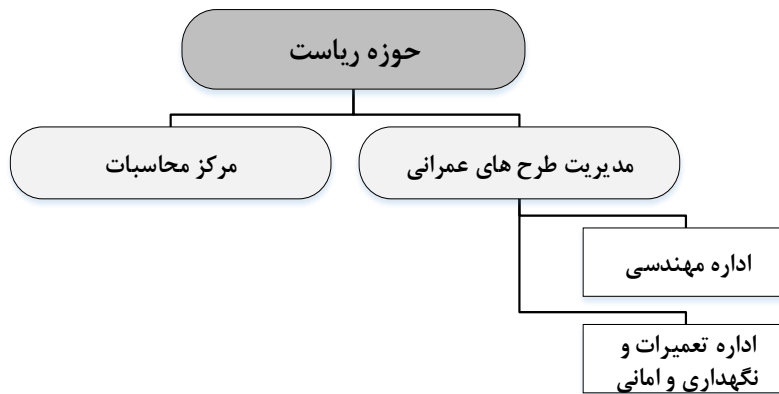 حوزه ریاست
مدیریت طرح های عمرانی
مرکز محاسبات
اداره مهندسی
اداره تعمیرات و
نگهداری و امانی